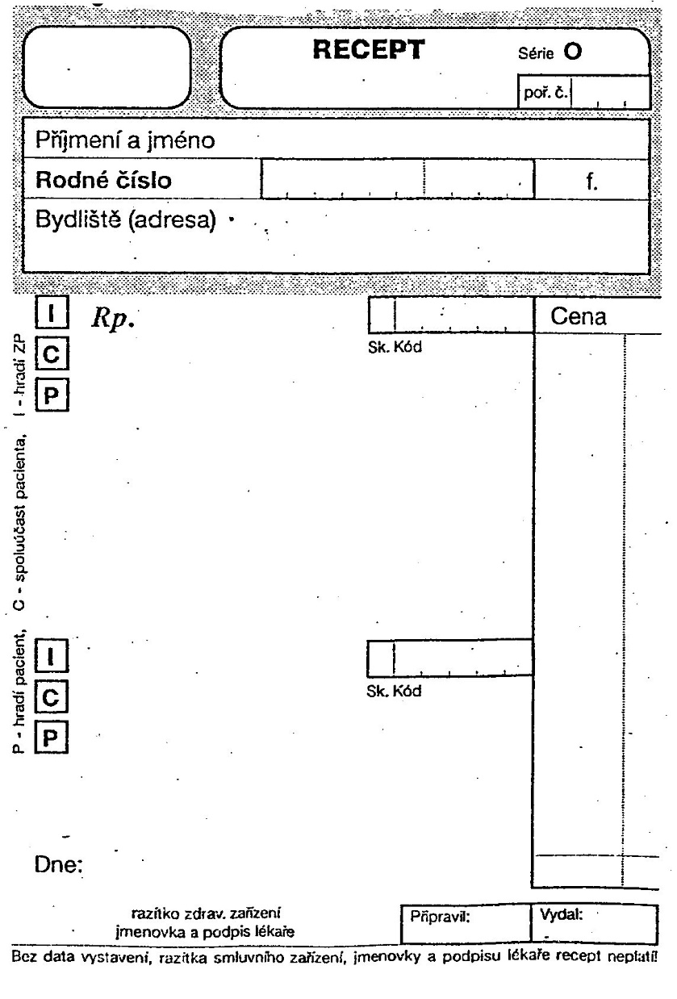 RECEPT
Série O
poř. č.
Příjmení a jméno
Rodné číslo
f.
Bydliště (adresa)
I
Rp.
Cena
Sk. Kód
C
P
I - hradí ZP
C - spoluúčast pacienta,
P - hradí pacient,
I
Sk. Kód
C
P
Dne:
razítko zdrav. zařízení
jmenovka a podpis lékaře
Připravil:
Vydal:
Bez data vystavení, razítka smluvního zařízení, jmenovky a podpisu lékaře recept neplatí!